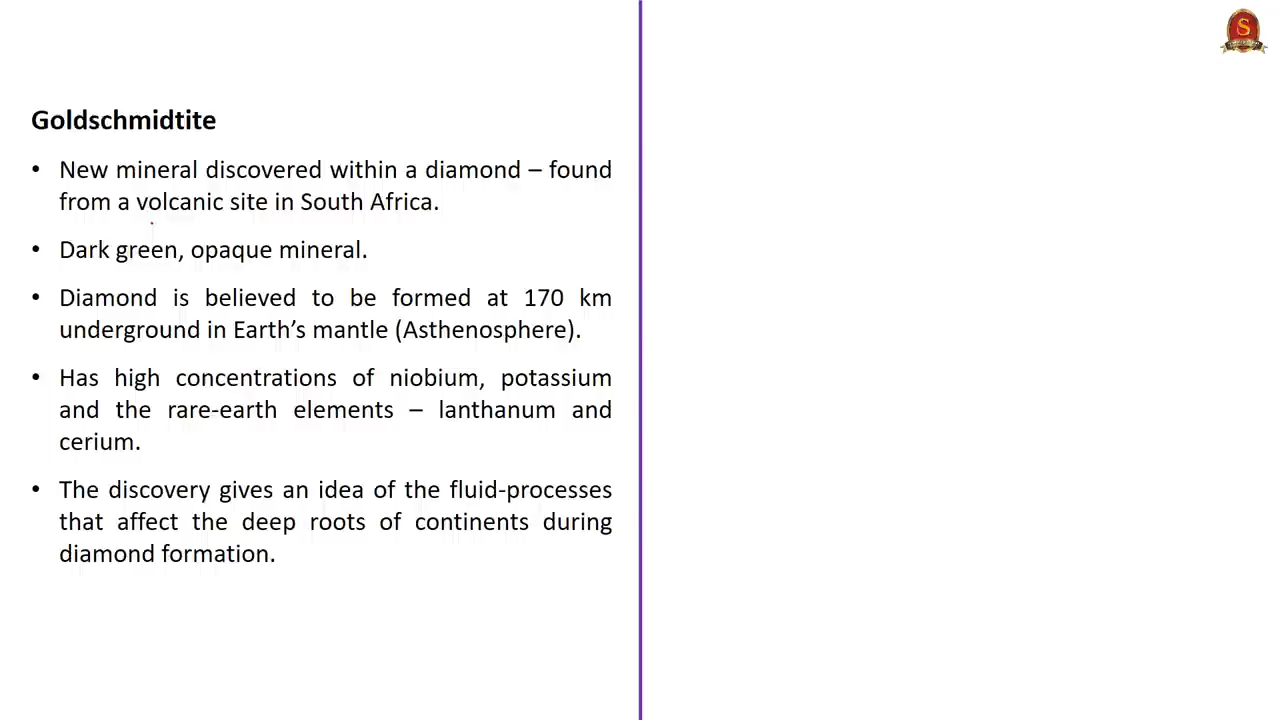 S
Goldschmidtite
• New mineral discovered within a diamond – found
from a volcanic site in South Africa.
• Dark green, opaque mineral.
• Diamond is believed to be formed at 170 km
underground in Earth’s mantle (Asthenosphere).
• Has high concentrations of niobium, potassium
and the rare-earth elements – lanthanum and
cerium.
• The discovery gives an idea of the fluid-processes
that affect the deep roots of continents during
diamond formation.